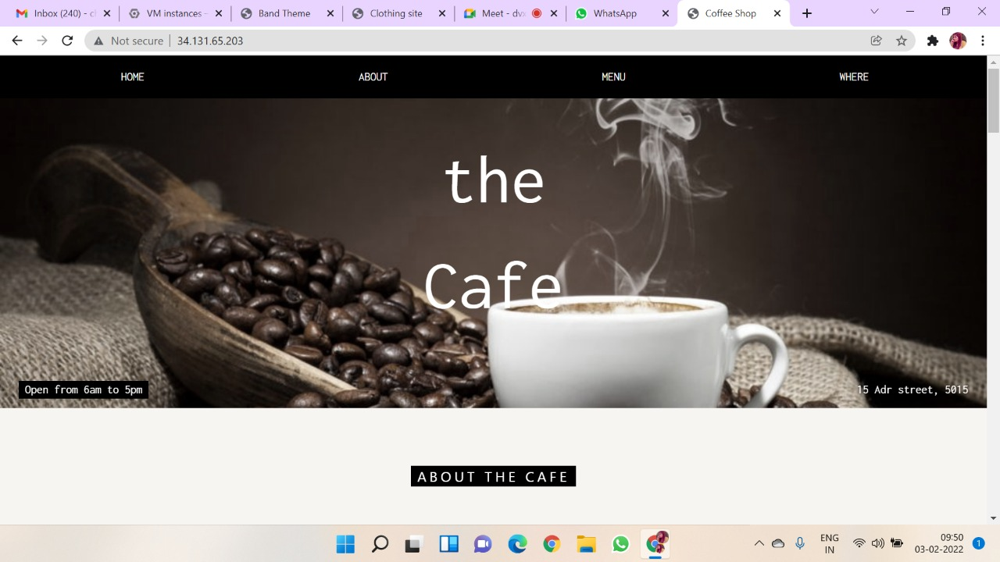 Inbox (240) - cl
VM instances -
Band Theme
Clothing site
Meet - dvx
WhatsApp
Coffee Shop
Not secure
34.131.65.203
HOME
ABOUT
MENU
WHERE
the
Cafe
Open from 6am to 5pm
15 Adr street, 5015
ABOUT THE CAFE
ENG
IN
09:50
03-02-2022
1